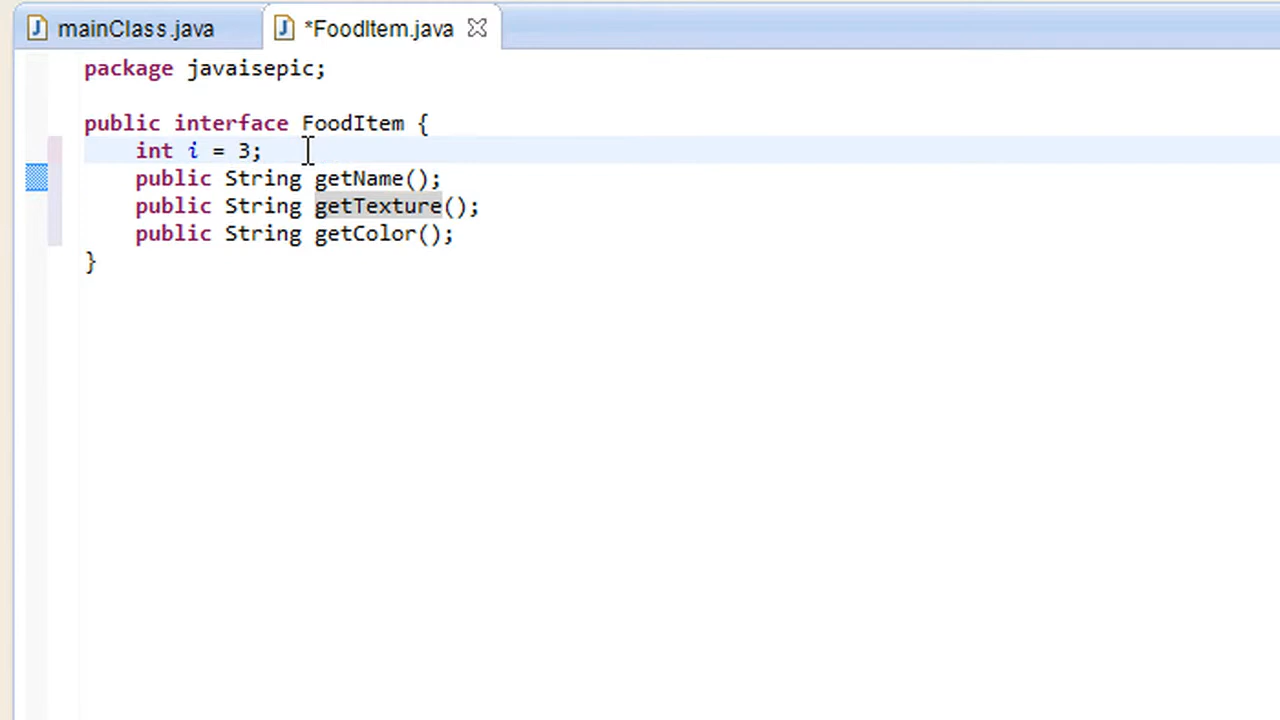 mainClass.java *FoodItem.java
package javaisepic;
public interface FoodItem {
int i = 3;
public String getName();
public String getTexture();
public String getColor();
}